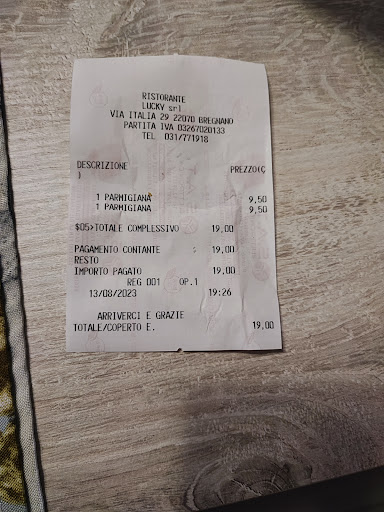 RISTORANTE
LUCKY srl
VIA ITALIA 29 22070 BREGNANO
PARTITA IVA 03267020133
TEL 031/771918
DESCRIZIONE PREZZO(Ç
)
1 PARMIGIANA 9,50
1 PARMIGIANA 9,50
$05>TOTALE COMPLESSIVO 19,00
PAGAMENTO CONTANTE 19,00
RESTO
IMPORTO PAGATO 19,00
REG 001 OP.1
13/08/2023 19:26
ARRIVERCI E GRAZIE
TOTALE/COPERTO E. 19,00